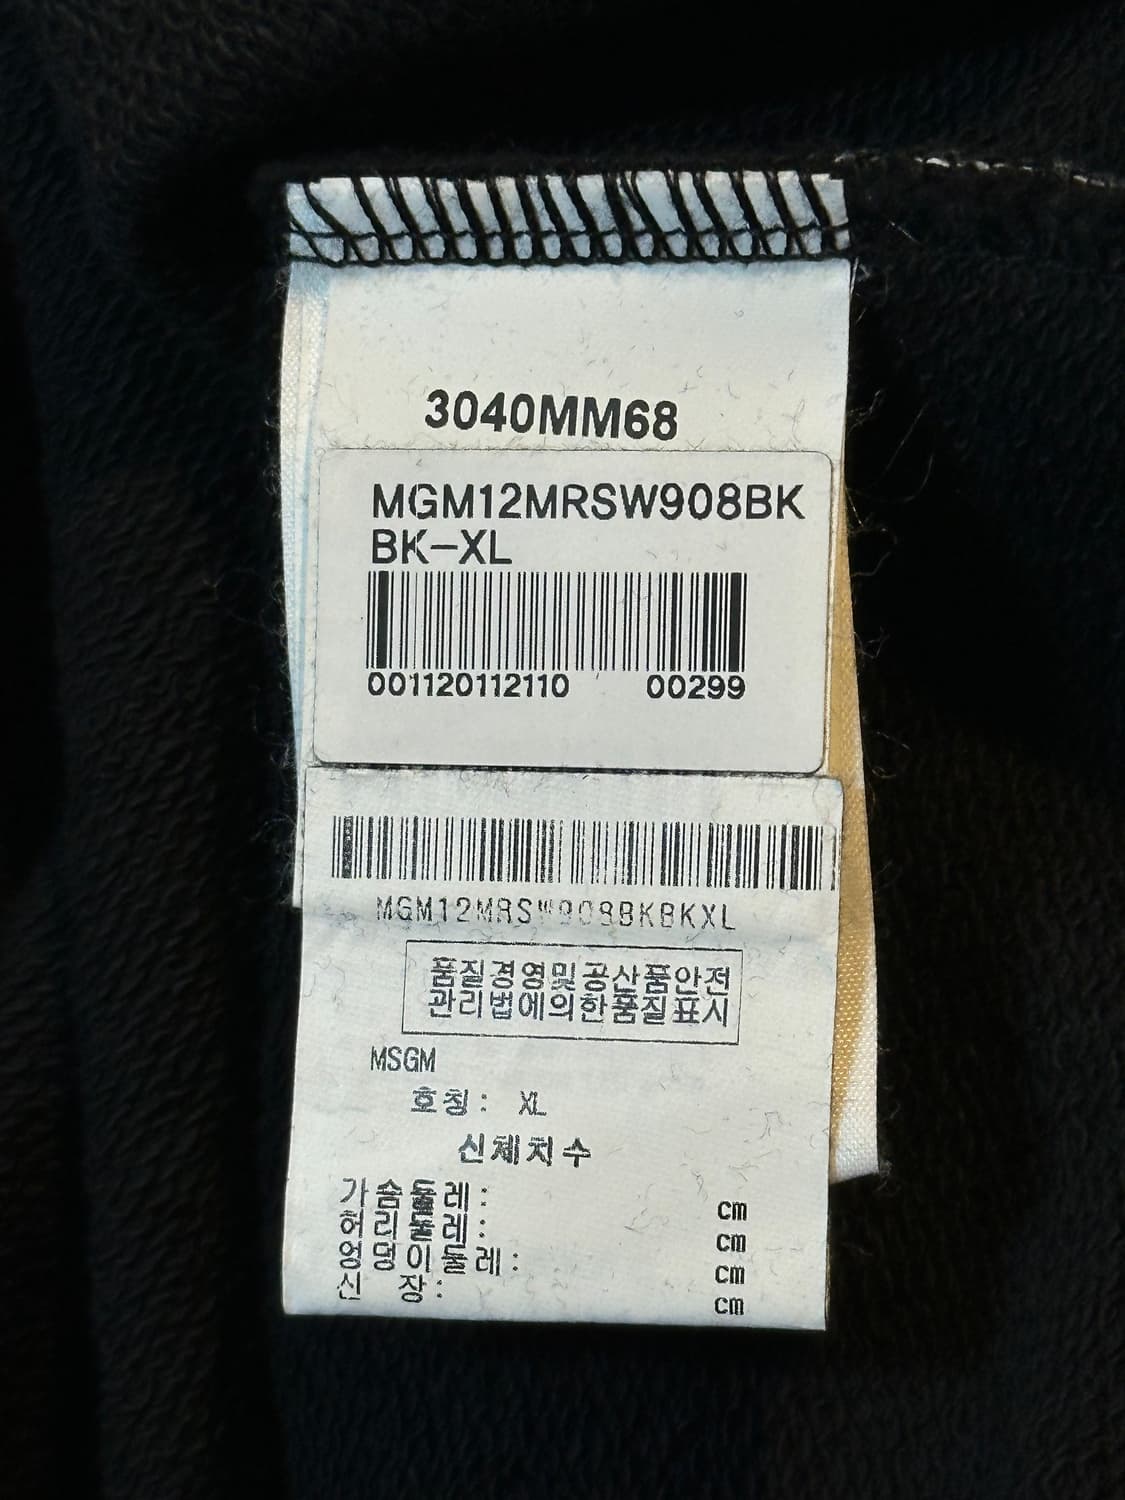 3040MM68
MGM12MRSW908BK
BK-XL
001120112110 00299
MGM12MRSW908BKBKXL
품질경영및공산품안전
관리법에의한품질표시
MSGM
호칭: XL
신체치수
가슴둘레: cm
허리둘레: cm
엉덩이둘레: cm
신 장: cm